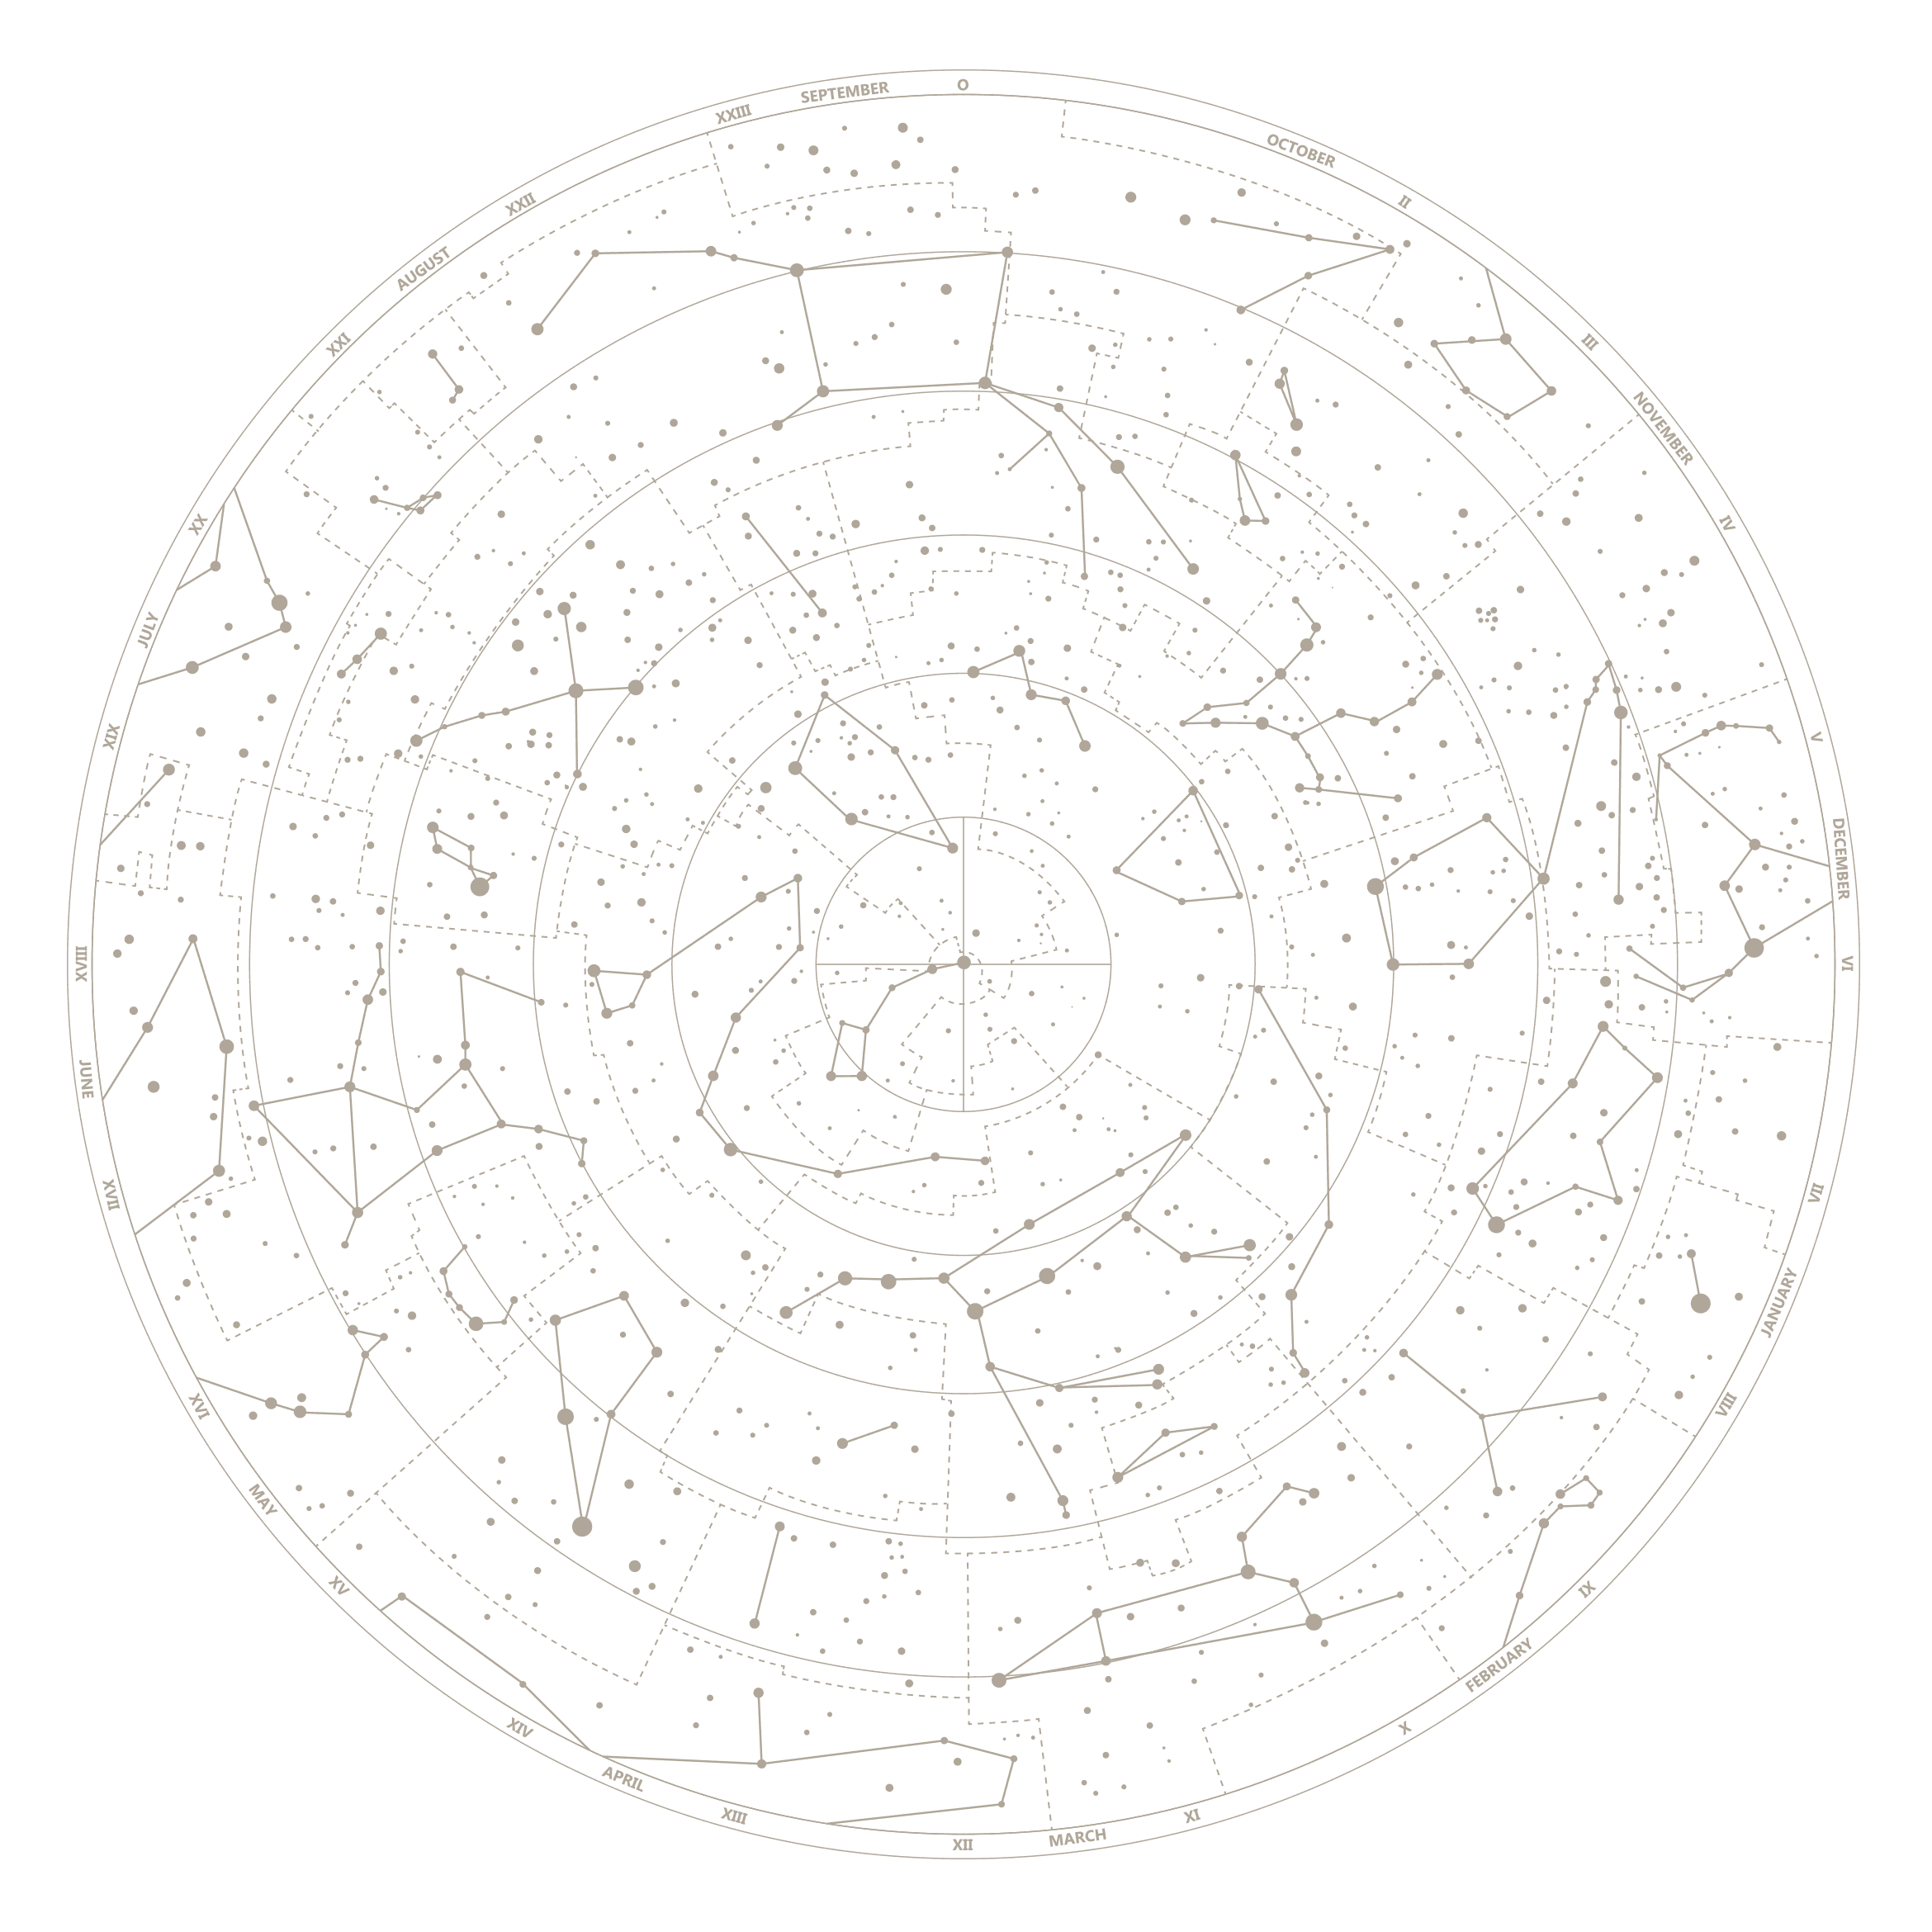 O
OCTOBER
II
III
NOVEMBER
IV
V
DECEMBER
VI
VII
JANUARY
VIII
IX
FEBRUARY
X
XI
MARCH
XII
XIII
APRIL
XIV
XV
MAY
XVI
XVII
JUNE
XVIII
XIX
JULY
XX
XXI
AUGUST
XXII
XXIII
SEPTEMBER